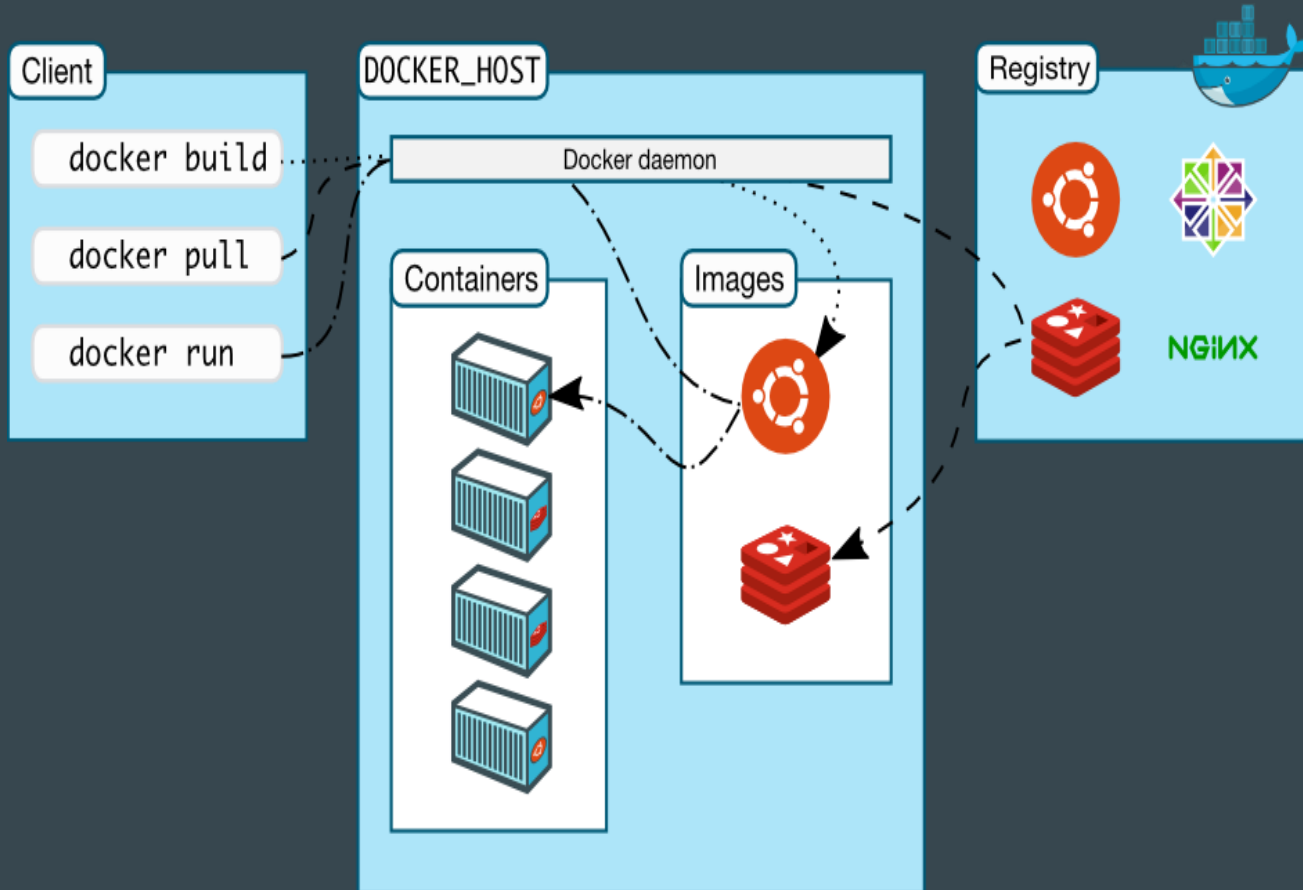 Client
docker build
docker pull
docker run
DOCKER_HOST
Docker daemon
Containers
Images
Registry
NGiNX